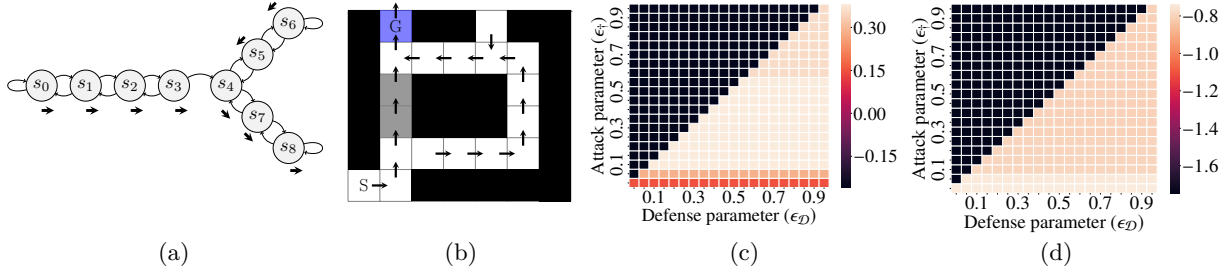 s₀ s₁ s₂ s₃ s₄ s₅ s₆ s₇ s₈
(a)
G
S
(b)
Attack parameter (ϵ†)
0.9
0.7
0.5
0.3
0.1
0.1 0.3 0.5 0.7 0.9
Defense parameter (ϵ𝒟)
0.30
0.15
0.00
−0.15
(c)
Attack parameter (ϵ†)
0.9
0.7
0.5
0.3
0.1
0.1 0.3 0.5 0.7 0.9
Defense parameter (ϵ𝒟)
−0.8
−1.0
−1.2
−1.4
−1.6
(d)